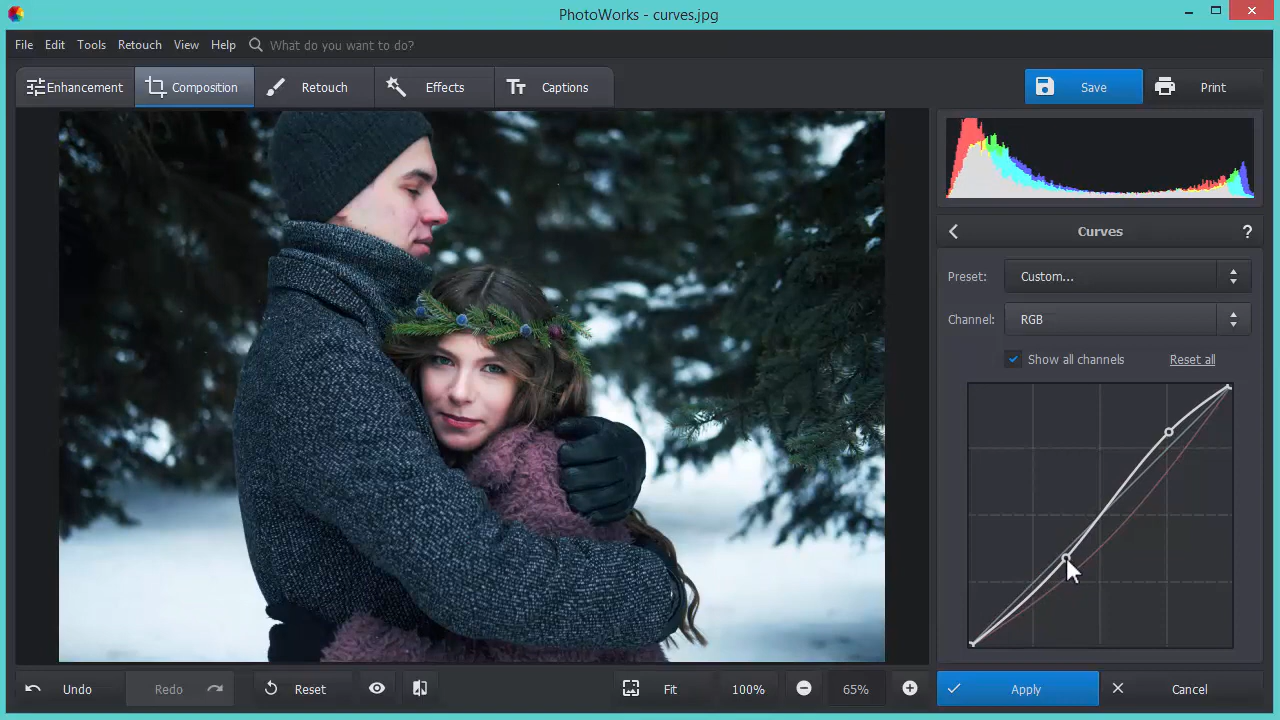 PhotoWorks - curves.jpg
File Edit Tools Retouch View Help What do you want to do?
Enhancement Composition Retouch Effects Captions Save Print
Curves ?
Preset: Custom...
Channel: RGB
Show all channels Reset all
Undo Redo Reset Fit 100% 65% Apply Cancel